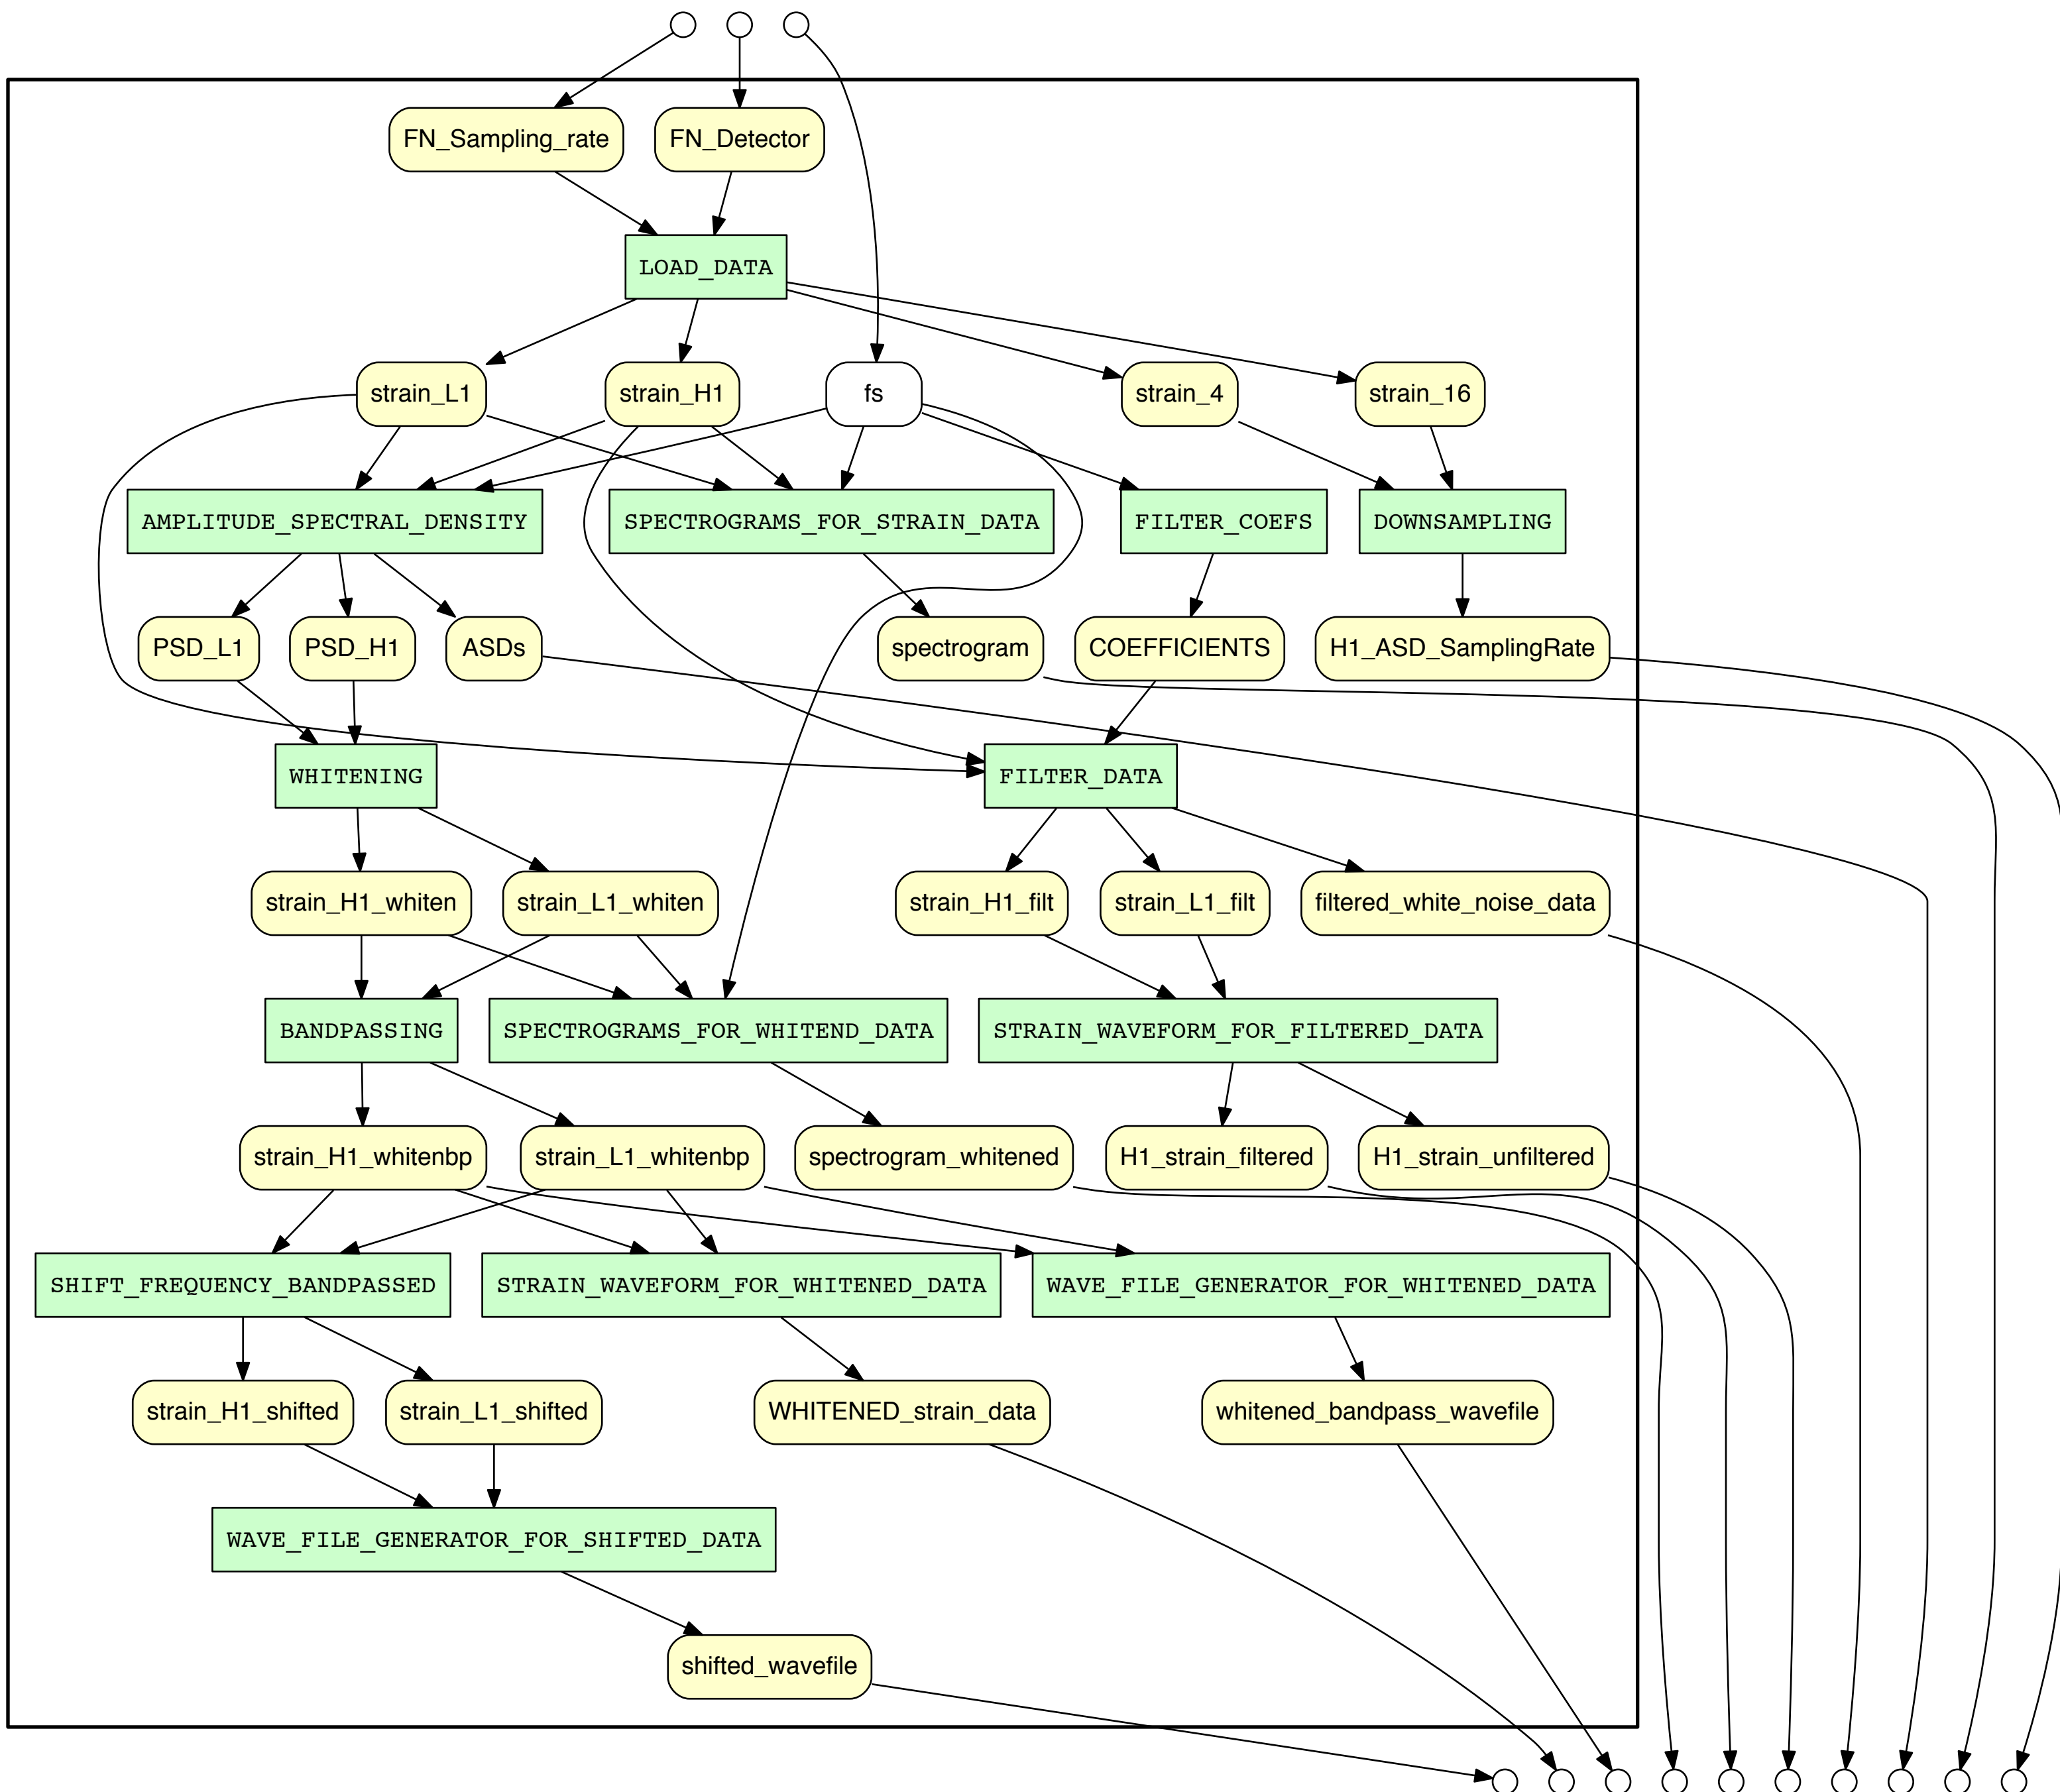 FN_Sampling_rate
FN_Detector
LOAD_DATA
strain_L1
strain_H1
fs
strain_4
strain_16
AMPLITUDE_SPECTRAL_DENSITY
SPECTROGRAMS_FOR_STRAIN_DATA
FILTER_COEFS
DOWNSAMPLING
PSD_L1
PSD_H1
ASDs
spectrogram
COEFFICIENTS
H1_ASD_SamplingRate
WHITENING
FILTER_DATA
strain_H1_whiten
strain_L1_whiten
strain_H1_filt
strain_L1_filt
filtered_white_noise_data
BANDPASSING
SPECTROGRAMS_FOR_WHITEND_DATA
STRAIN_WAVEFORM_FOR_FILTERED_DATA
strain_H1_whitenbp
strain_L1_whitenbp
spectrogram_whitened
H1_strain_filtered
H1_strain_unfiltered
SHIFT_FREQUENCY_BANDPASSED
STRAIN_WAVEFORM_FOR_WHITENED_DATA
WAVE_FILE_GENERATOR_FOR_WHITENED_DATA
strain_H1_shifted
strain_L1_shifted
WHITENED_strain_data
whitened_bandpass_wavefile
WAVE_FILE_GENERATOR_FOR_SHIFTED_DATA
shifted_wavefile